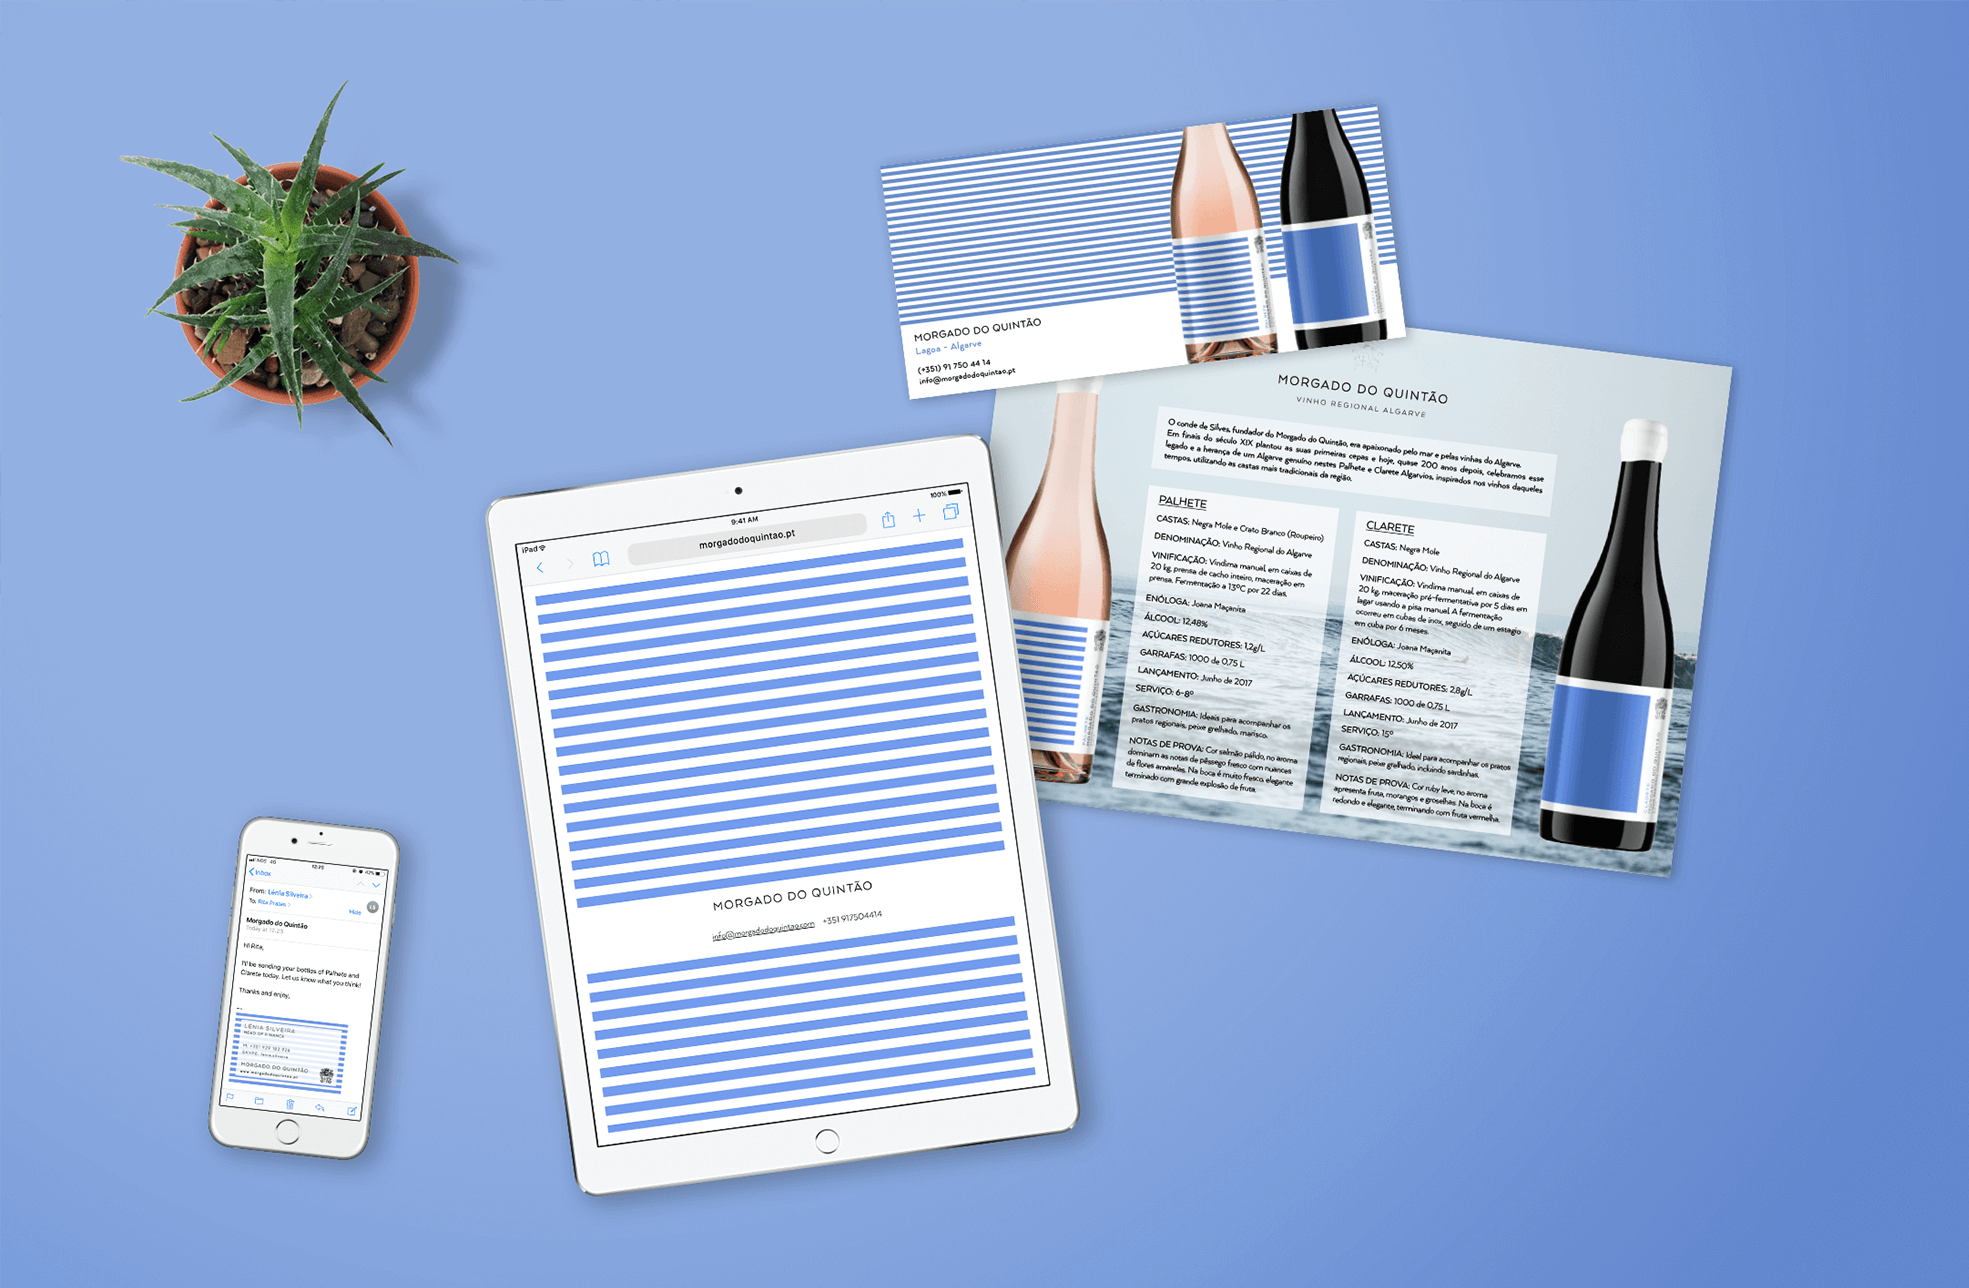 MORGADO DO QUINTÃO
Lagoa - Algarve
(+351) 91 750 44 14
info@morgadodoquintao.pt
MORGADO DO QUINTÃO
VINHO REGIONAL ALGARVE
O conde de Silves, fundador do Morgado do Quintão, era apaixonado pelo mar e pelas vinhas do Algarve.
Em finais do século XIX plantou as suas primeiras cepas e hoje, quase 200 anos depois, celebramos esse
legado e a herança de um Algarve genuíno nestes Palhete e Clarete Algarvios, inspirados nos vinhos daqueles
tempos, utilizando as castas mais tradicionais da região.
PALHETE
CASTAS: Negra Mole e Crato Branco (Roupeiro)
DENOMINAÇÃO: Vinho Regional do Algarve
VINIFICAÇÃO: Vindima manual, em caixas de
20 kg, prensa de cacho inteiro, maceração em
prensa. Fermentação a 13ºC por 22 dias.
ENÓLOGA: Joana Maçanita
ÁLCOOL: 12,48%
AÇÚCARES REDUTORES: 1,2g/L
GARRAFAS: 1000 de 0,75 L
LANÇAMENTO: Junho de 2017
SERVIÇO: 6-8º
GASTRONOMIA: Ideais para acompanhar os
pratos regionais, peixe grelhado, marisco.
NOTAS DE PROVA: Cor salmão pálido, no aroma
dominam as notas de pêssego fresco com nuances
de flores amarelas. Na boca é muito fresco, elegante
terminado com grande explosão de fruta.
CLARETE
CASTAS: Negra Mole
DENOMINAÇÃO: Vinho Regional do Algarve
VINIFICAÇÃO: Vindima manual, em caixas de
20 kg, maceração pré-fermentativa por 5 dias em
lagar usando a pisa manual. A fermentação
ocorreu em cubas de inox, seguido de um estagio
em cuba por 6 meses.
ENÓLOGA: Joana Maçanita
ÁLCOOL: 12,50%
AÇÚCARES REDUTORES: 2,8g/L
GARRAFAS: 1000 de 0,75 L
LANÇAMENTO: Junho de 2017
SERVIÇO: 15º
GASTRONOMIA: Ideal para acompanhar os pratos
regionais, peixe grelhado, incluindo sardinhas.
NOTAS DE PROVA: Cor ruby leve, no aroma
apresenta fruta, morangos e groselhas. Na boca é
redondo e elegante, terminando com fruta vermelha.
iPad
9:41 AM
100%
morgadodoquintao.pt
MORGADO DO QUINTÃO
info@morgadodoquintao.com +351 917504414
12:25
42%
Inbox
From: Lénia Silveira
To: Rita Prates
Hide
LS
Morgado do Quintão
Today at 12:23
Hi Rita,
I'll be sending your bottles of Palhete and
Clarete today. Let us know what you think!
Thanks and enjoy,
--
LÉNIA SILVEIRA
HEAD OF FINANCE
MORGADO DO QUINTÃO
www.morgadodoquintao.pt